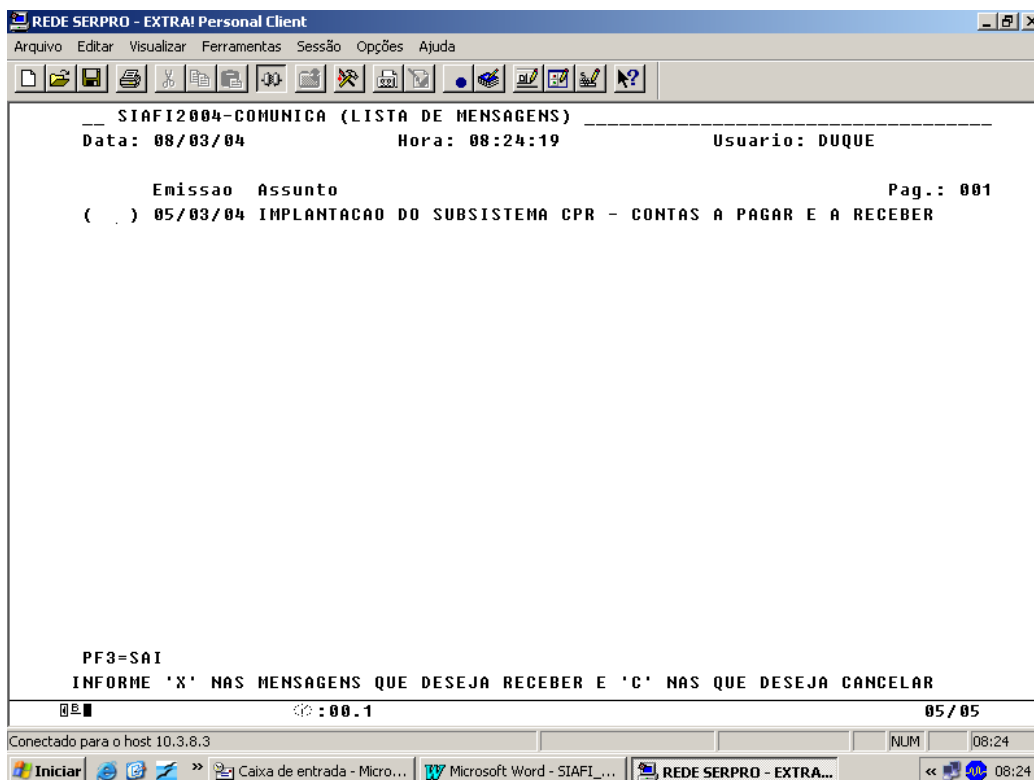 REDE SERPRO - EXTRA! Personal Client
Arquivo Editar Visualizar Ferramentas Sessão Opções Ajuda
__ SIAFI2004-COMUNICA (LISTA DE MENSAGENS) ___________________________________
Data: 08/03/04 Hora: 08:24:19 Usuario: DUQUE
Emissao Assunto Pag.: 001
( _ ) 05/03/04 IMPLANTACAO DO SUBSISTEMA CPR - CONTAS A PAGAR E A RECEBER
PF3=SAI
INFORME 'X' NAS MENSAGENS QUE DESEJA RECEBER E 'C' NAS QUE DESEJA CANCELAR
:00.1 05/05
Conectado para o host 10.3.8.3 NUM 08:24
Iniciar » Caixa de entrada - Micro... Microsoft Word - SIAFI_... REDE SERPRO - EXTRA... « 08:24